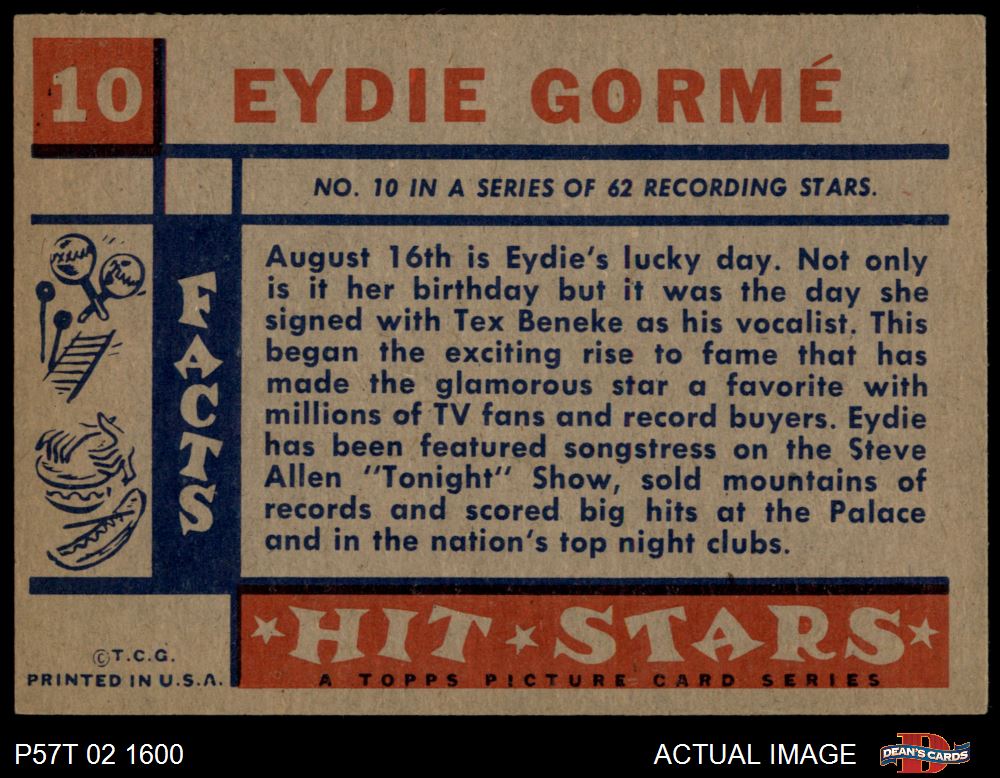 10 EYDIE GORMÉ
NO. 10 IN A SERIES OF 62 RECORDING STARS.
FACTS
August 16th is Eydie's lucky day. Not only
is it her birthday but it was the day she
signed with Tex Beneke as his vocalist. This
began the exciting rise to fame that has
made the glamorous star a favorite with
millions of TV fans and record buyers. Eydie
has been featured songstress on the Steve
Allen "Tonight" Show, sold mountains of
records and scored big hits at the Palace
and in the nation's top night clubs.
©T.C.G.
PRINTED IN U.S.A.
HIT STARS
A TOPPS PICTURE CARD SERIES
P57T 02 1600
ACTUAL IMAGE
D
DEAN'S CARDS